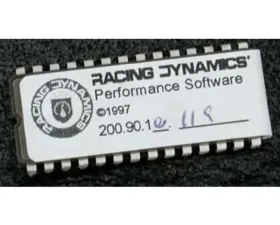 RACING DYNAMICS'
Performance Software
©1997
200.90.1
RACING DYNAMICS